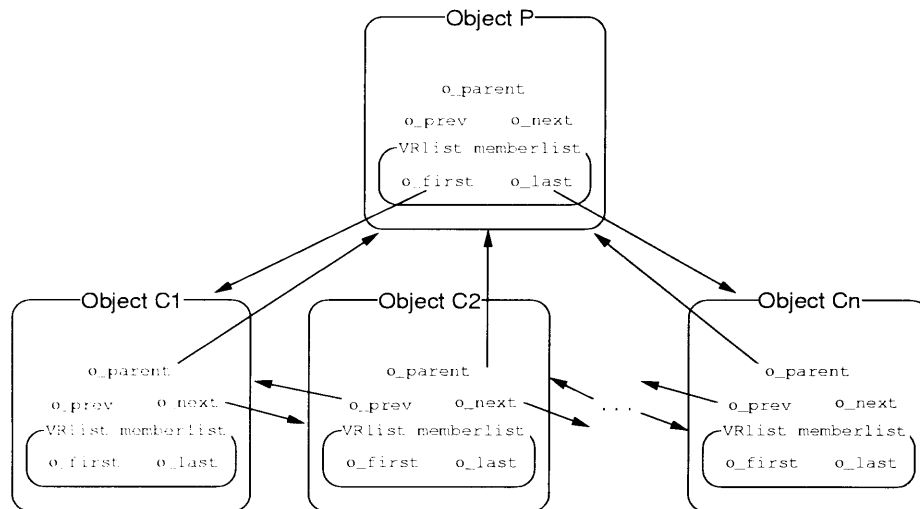 Object P
o_parent
o_prev o_next
VRlist memberlist
o_first o_last
Object C1
Object C2
Object Cn
o_parent
o_parent
o_parent
o_prev o_next
o_prev o_next
...
o_prev o_next
VRlist memberlist
VRlist memberlist
VRlist memberlist
o_first o_last
o_first o_last
o_first o_last